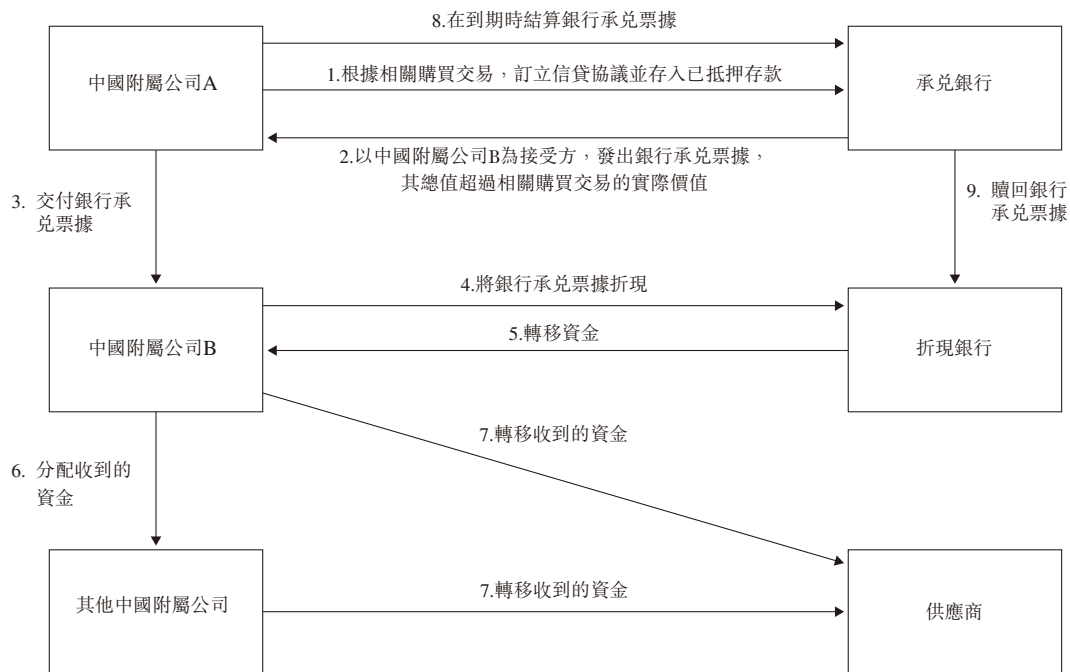 8.在到期時結算銀行承兑票據
中國附屬公司A
1.根據相關購買交易，訂立信貸協議並存入已抵押存款
承兑銀行
2.以中國附屬公司B為接受方，發出銀行承兑票據，
其總值超過相關購買交易的實際價值
3. 交付銀行承
兑票據
9. 贖回銀行
承兑票據
4.將銀行承兑票據折現
中國附屬公司B
5.轉移資金
折現銀行
7.轉移收到的資金
6. 分配收到的
資金
其他中國附屬公司
7.轉移收到的資金
供應商